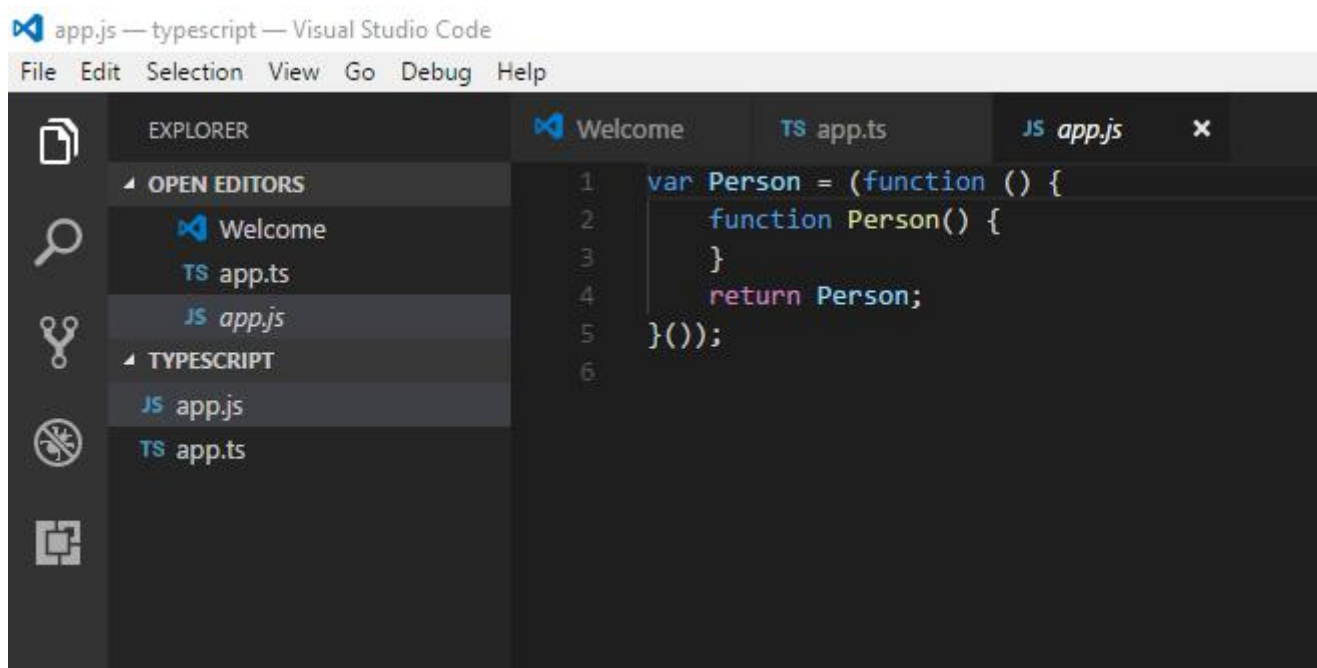 app.js — typescript — Visual Studio Code
File Edit Selection View Go Debug Help
EXPLORER
OPEN EDITORS
Welcome
TS app.ts
JS app.js
TYPESCRIPT
JS app.js
TS app.ts
Welcome TS app.ts JS app.js
1 var Person = (function () {
2     function Person() {
3     }
4     return Person;
5 }());
6